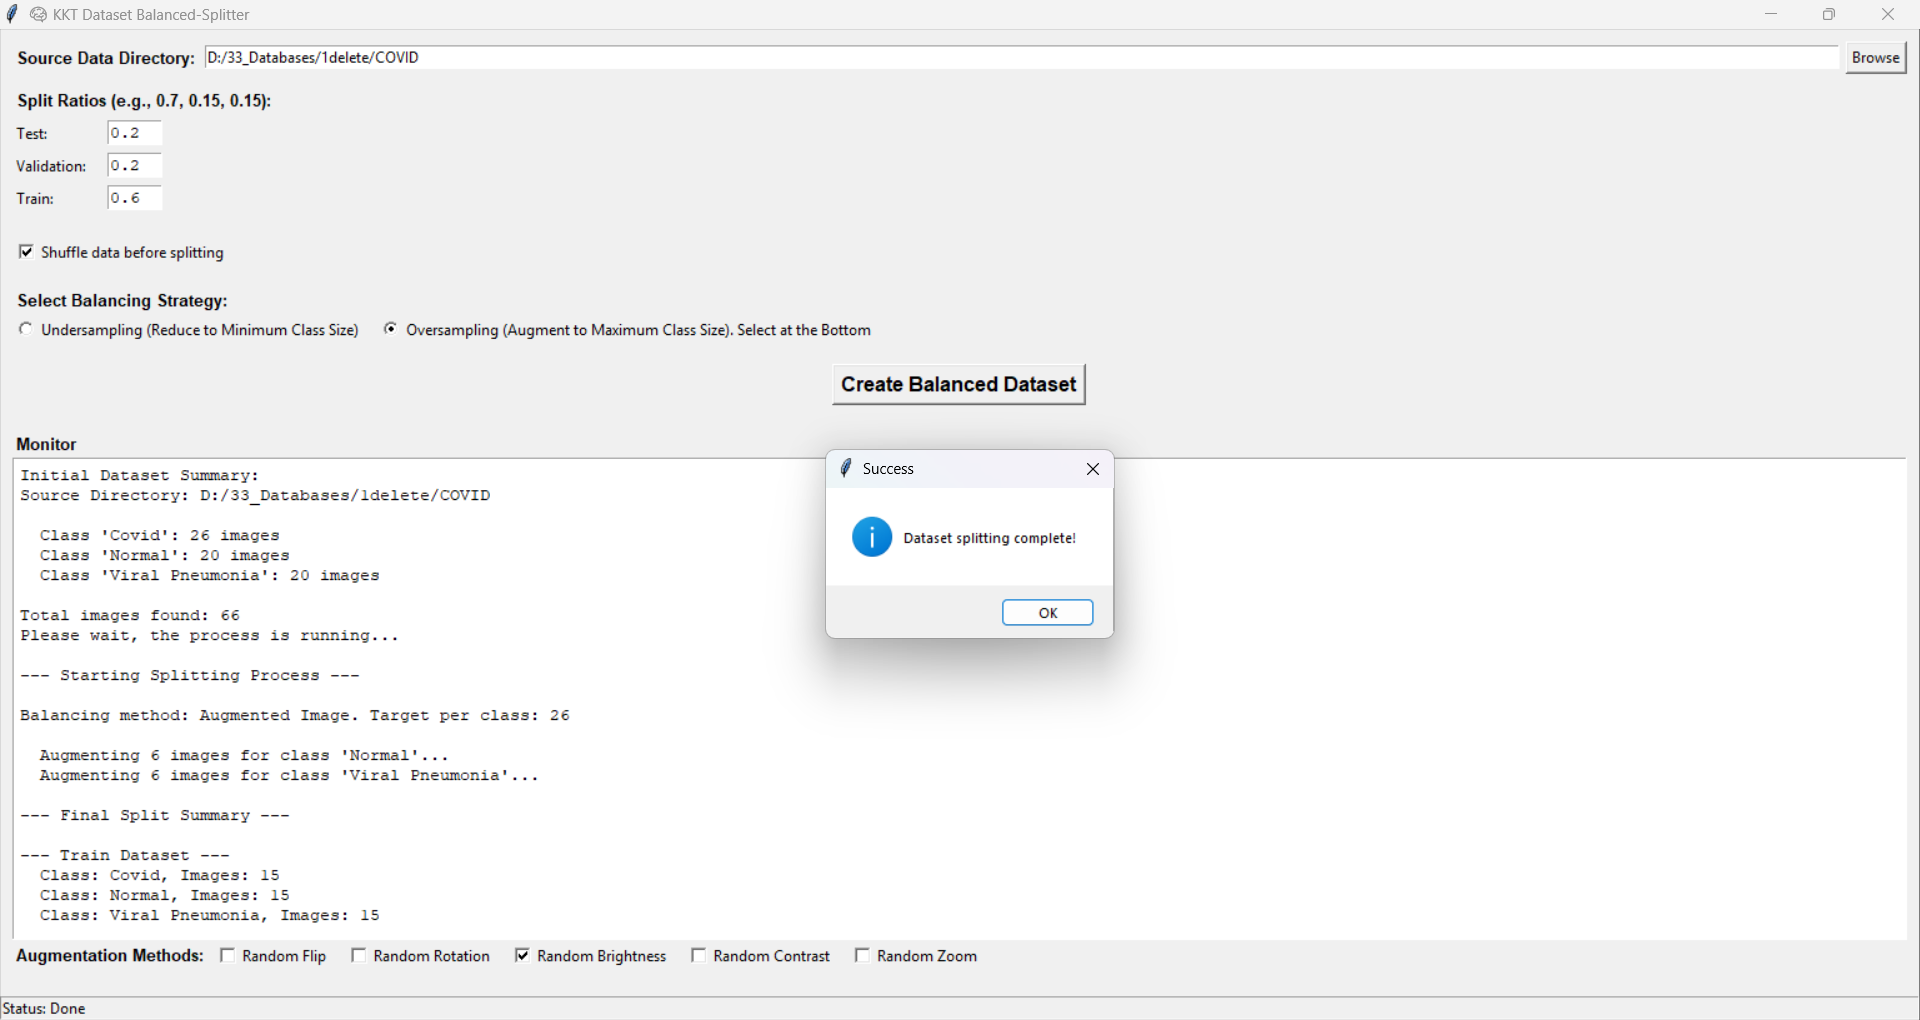 KKT Dataset Balanced-Splitter
Source Data Directory: D:/33_Databases/1delete/COVID Browse
Split Ratios (e.g., 0.7, 0.15, 0.15):
Test: 0.2
Validation: 0.2
Train: 0.6
Shuffle data before splitting
Select Balancing Strategy:
Undersampling (Reduce to Minimum Class Size) Oversampling (Augment to Maximum Class Size). Select at the Bottom
Create Balanced Dataset
Monitor
Initial Dataset Summary:
Source Directory: D:/33_Databases/1delete/COVID
Class 'Covid': 26 images
Class 'Normal': 20 images
Class 'Viral Pneumonia': 20 images
Total images found: 66
Please wait, the process is running...
--- Starting Splitting Process ---
Balancing method: Augmented Image. Target per class: 26
Augmenting 6 images for class 'Normal'...
Augmenting 6 images for class 'Viral Pneumonia'...
--- Final Split Summary ---
--- Train Dataset ---
Class: Covid, Images: 15
Class: Normal, Images: 15
Class: Viral Pneumonia, Images: 15
Success
Dataset splitting complete!
OK
Augmentation Methods: Random Flip Random Rotation Random Brightness Random Contrast Random Zoom
Status: Done